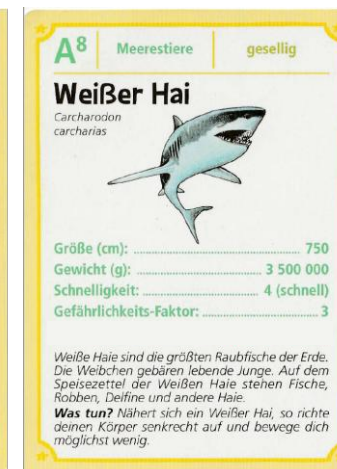 A8 Meerestiere gesellig
Weißer Hai
Carcharodon
carcharias
Größe (cm): 750
Gewicht (g): 3 500 000
Schnelligkeit: 4 (schnell)
Gefährlichkeits-Faktor: 3
Weiße Haie sind die größten Raubfische der Erde.
Die Weibchen gebären lebende Junge. Auf dem
Speisezettel der Weißen Haie stehen Fische,
Robben, Delfine und andere Haie.
Was tun? Nähert sich ein Weißer Hai, so richte
deinen Körper senkrecht auf und bewege dich
möglichst wenig.